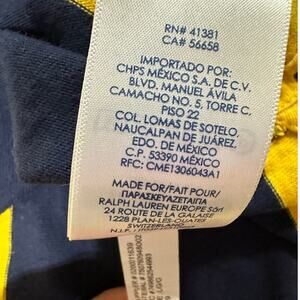 RN# 41381
CA# 56658
IMPORTADO POR:
CHPS MÉXICO S.A. DE C.V.
BLVD. MANUEL ÁVILA
CAMACHO NO. 5, TORRE C,
PISO 22
COL. LOMAS DE SOTELO,
NAUCALPAN DE JUÁREZ,
EDO. DE MÉXICO
C.P. 53390 MÉXICO
RFC: CME1306043A1
MADE FOR/FAIT POUR/
ΠΑΡΑΣΚΕΥΑΖΕΤΑΙΠΑ
RALPH LAUREN EUROPE Sàrl
24 ROUTE DE LA GALAISE
1228 PLAN-LES-OUATES
SWITZERLAND